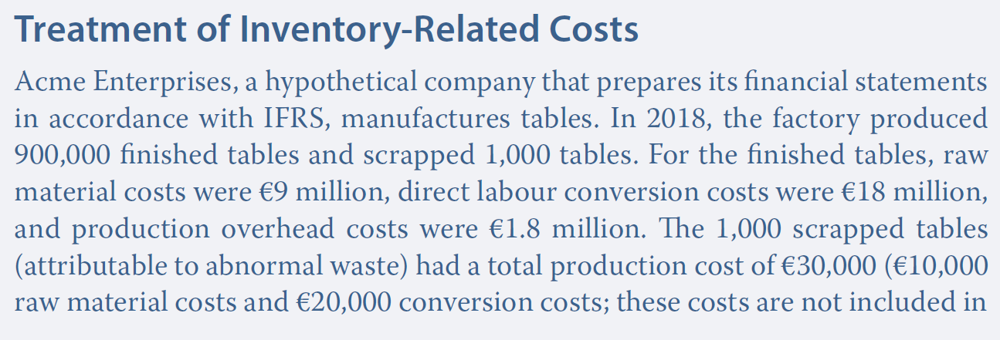 Treatment of Inventory-Related Costs
Acme Enterprises, a hypothetical company that prepares its financial statements
in accordance with IFRS, manufactures tables. In 2018, the factory produced
900,000 finished tables and scrapped 1,000 tables. For the finished tables, raw
material costs were €9 million, direct labour conversion costs were €18 million,
and production overhead costs were €1.8 million. The 1,000 scrapped tables
(attributable to abnormal waste) had a total production cost of €30,000 (€10,000
raw material costs and €20,000 conversion costs; these costs are not included in